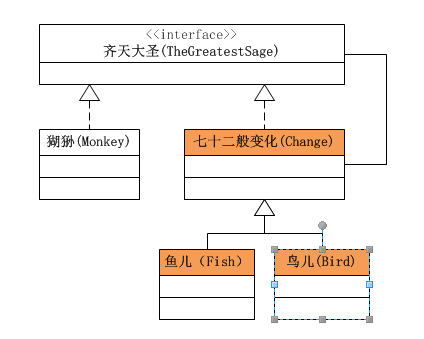 <<interface>>
齐天大圣(TheGreatestSage)
猢狲(Monkey)
七十二般变化(Change)
鱼儿（Fish）
鸟儿(Bird)